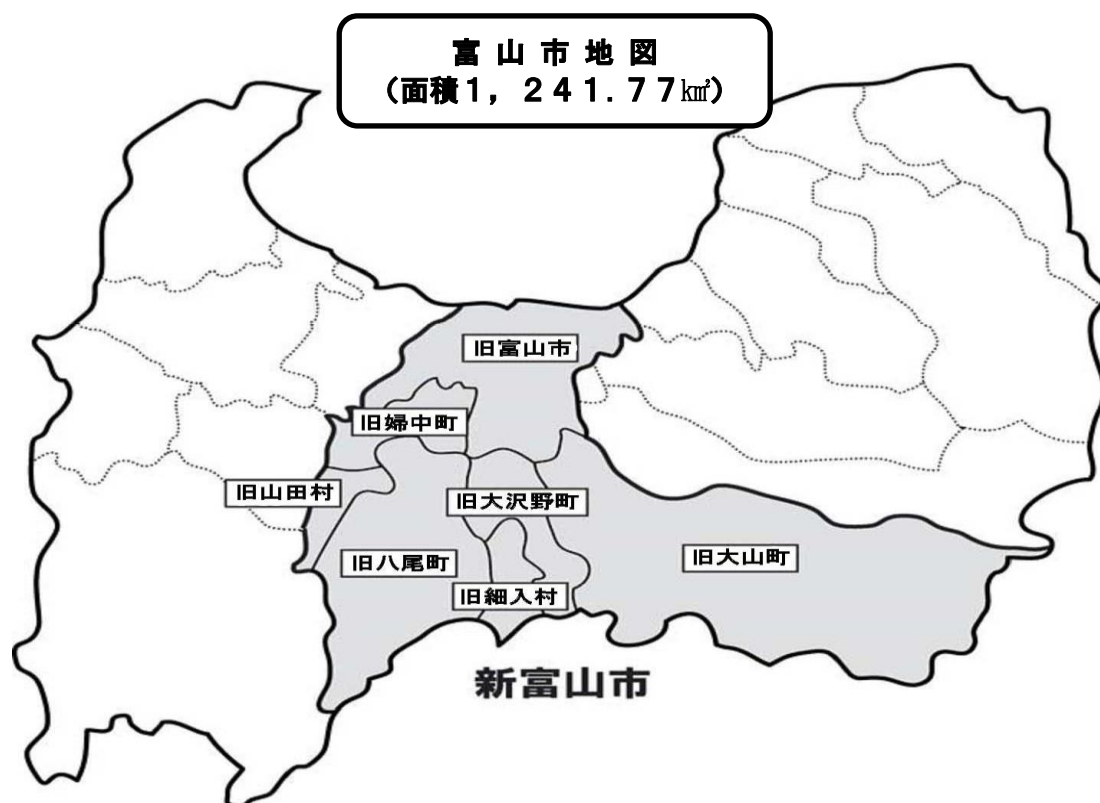 富山市地図
（面積１，２４１．７７㎢）
旧富山市
旧婦中町
旧山田村
旧大沢野町
旧八尾町
旧大山町
旧細入村
新富山市